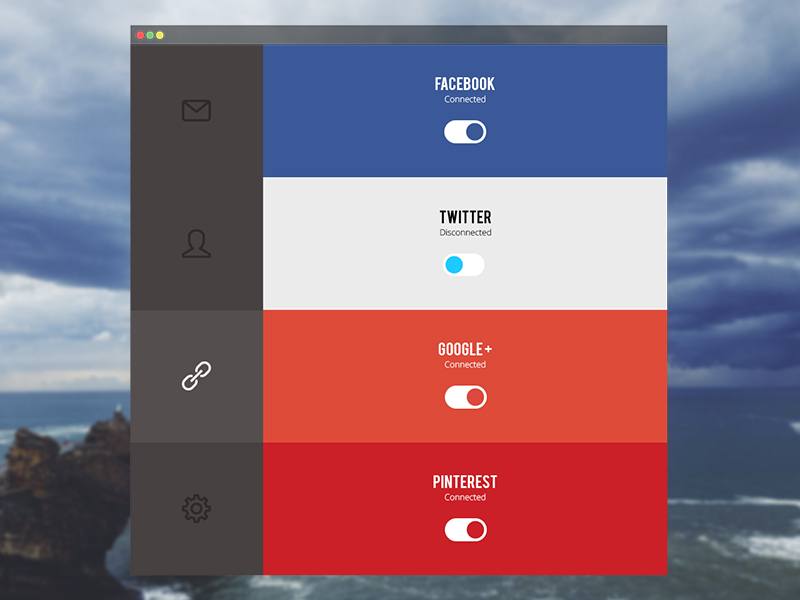 FACEBOOK
Connected
TWITTER
Disconnected
GOOGLE+
Connected
PINTEREST
Connected